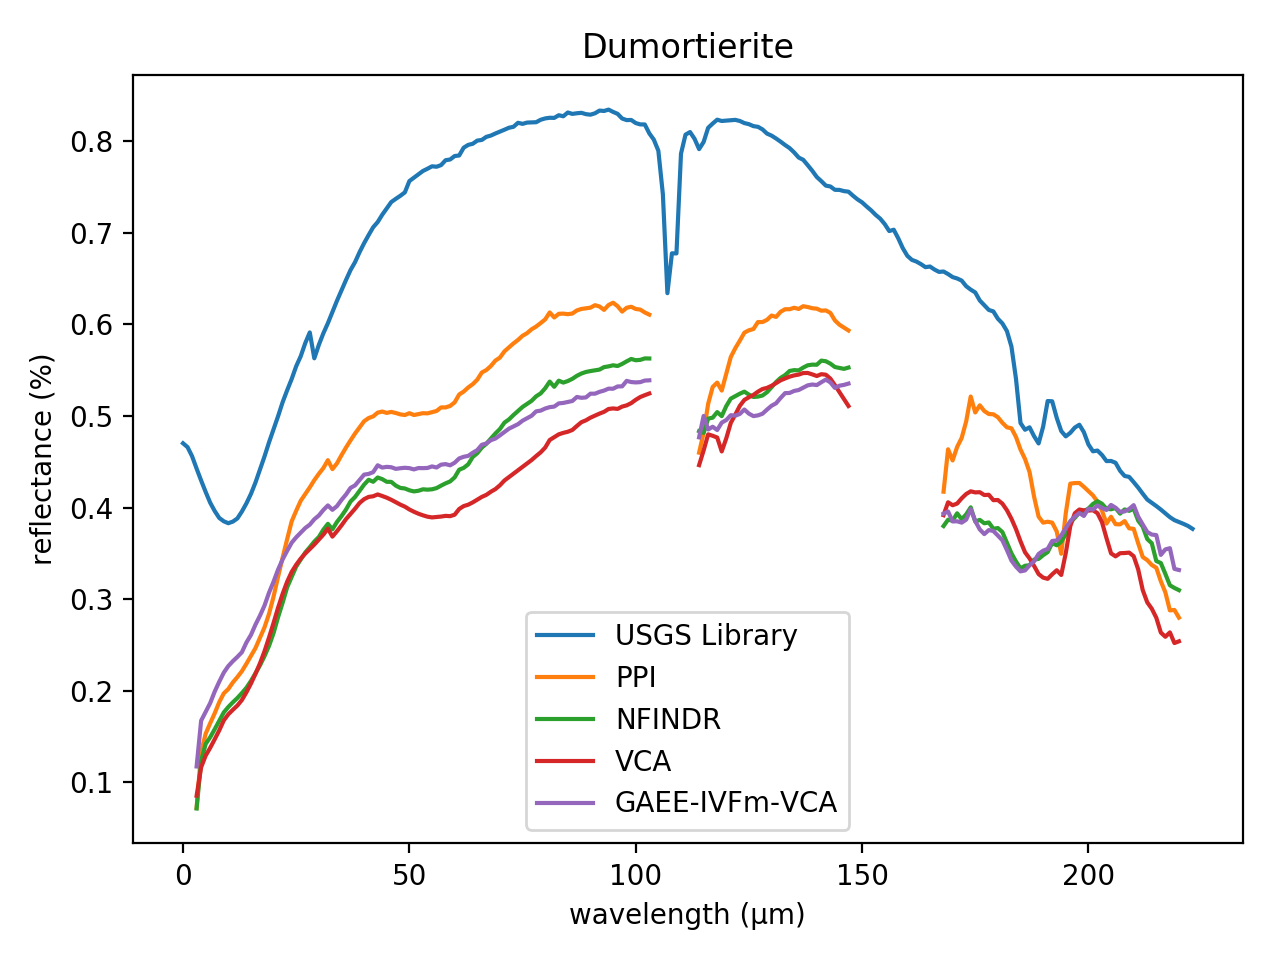 Dumortierite
reflectance (%)
0.8
0.7
0.6
0.5
0.4
0.3
0.2
0.1
USGS Library
PPI
NFINDR
VCA
GAEE-IVFm-VCA
0 50 100 150 200
wavelength (μm)